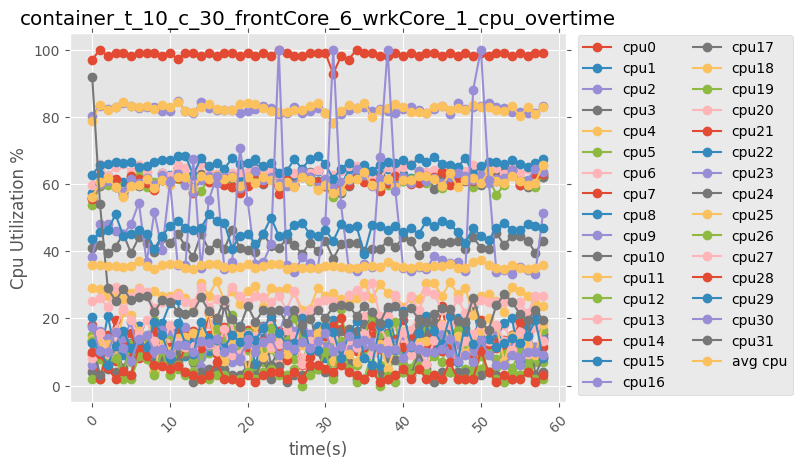 container_t_10_c_30_frontCore_6_wrkCore_1_cpu_overtime
Cpu Utilization %
100
80
60
40
20
0
0
10
20
30
40
50
60
time(s)
cpu0
cpu1
cpu2
cpu3
cpu4
cpu5
cpu6
cpu7
cpu8
cpu9
cpu10
cpu11
cpu12
cpu13
cpu14
cpu15
cpu16
cpu17
cpu18
cpu19
cpu20
cpu21
cpu22
cpu23
cpu24
cpu25
cpu26
cpu27
cpu28
cpu29
cpu30
cpu31
avg cpu